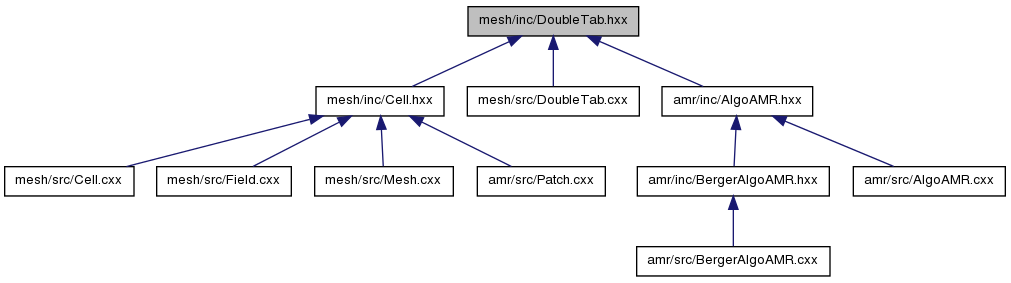 mesh/inc/DoubleTab.hxx
mesh/inc/Cell.hxx
mesh/src/DoubleTab.cxx
amr/inc/AlgoAMR.hxx
mesh/src/Cell.cxx
mesh/src/Field.cxx
mesh/src/Mesh.cxx
amr/src/Patch.cxx
amr/inc/BergerAlgoAMR.hxx
amr/src/AlgoAMR.cxx
amr/src/BergerAlgoAMR.cxx